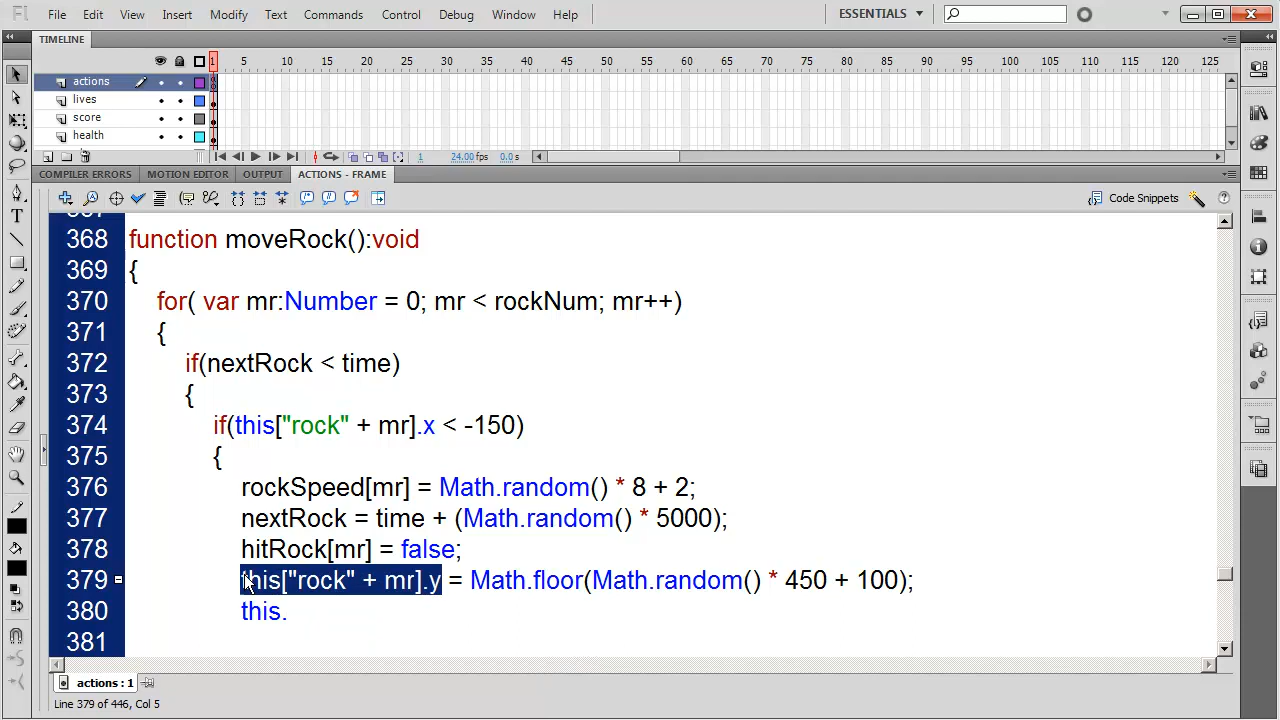 Fl File Edit View Insert Modify Text Commands Control Debug Window Help ESSENTIALS
TIMELINE
1 5 10 15 20 25 30 35 40 45 50 55 60 65 70 75 80 85 90 95 100 105 110 115 120 125
actions
lives
score
health
1 24.00 fps 0.0 s
COMPILER ERRORS MOTION EDITOR OUTPUT ACTIONS - FRAME
Code Snippets
368 function moveRock():void
369 {
370 for( var mr:Number = 0; mr < rockNum; mr++)
371 {
372 if(nextRock < time)
373 {
374 if(this["rock" + mr].x < -150)
375 {
376 rockSpeed[mr] = Math.random() * 8 + 2;
377 nextRock = time + (Math.random() * 5000);
378 hitRock[mr] = false;
379 this["rock" + mr].y = Math.floor(Math.random() * 450 + 100);
380 this.
381
actions : 1
Line 379 of 446, Col 5